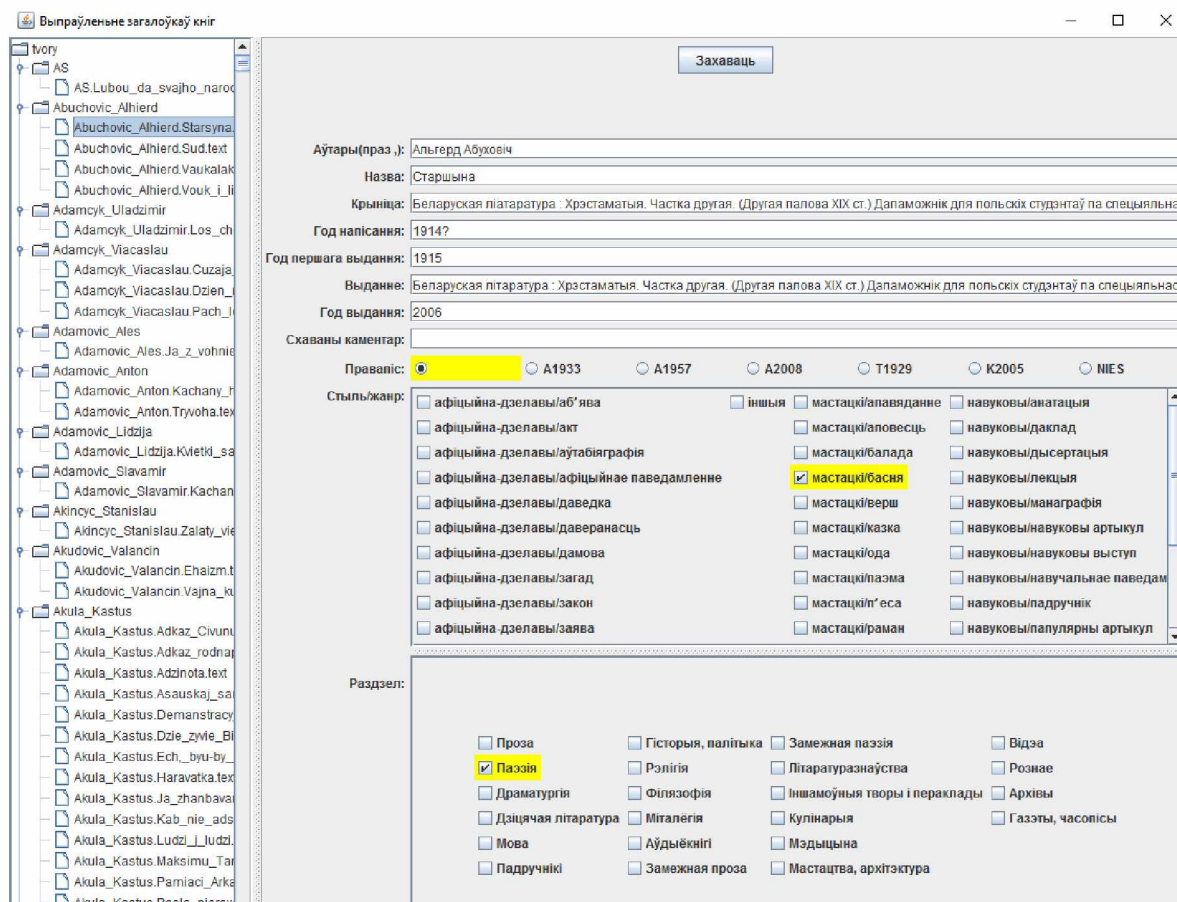 Выпраўленьне загалоўкаў кніг
tvory
AS
AS.Lubou_da_svajho_naroc
Abuchovic_Alhierd
Abuchovic_Alhierd.Starsyna.
Abuchovic_Alhierd.Sud.text
Abuchovic_Alhierd.Vaukalak
Abuchovic_Alhierd.Vouk_i_li
Adamcyk_Uladzimir
Adamcyk_Uladzimir.Los_ch
Adamcyk_Viacaslau
Adamcyk_Viacaslau.Cuzaja_
Adamcyk_Viacaslau.Dzien_r
Adamcyk_Viacaslau.Pach_l
Adamovic_Ales
Adamovic_Ales.Ja_z_vohnie
Adamovic_Anton
Adamovic_Anton.Kachany_h
Adamovic_Anton.Tryvoha.tex
Adamovic_Lidzija
Adamovic_Lidzija.Kvietki_sa
Adamovic_Slavamir
Adamovic_Slavamir.Kachan
Akincyc_Stanislau
Akincyc_Stanislau.Zalaty_vie
Akudovic_Valancin
Akudovic_Valancin.Ehaizm.t
Akudovic_Valancin.Vajna_ku
Akula_Kastus
Akula_Kastus.Adkaz_Civunu
Akula_Kastus.Adkaz_rodnap
Akula_Kastus.Adzinota.text
Akula_Kastus.Asauskaj_sa
Akula_Kastus.Demanstracy
Akula_Kastus.Dzie_zyvie_Bi
Akula_Kastus.Ech,_byu-by_
Akula_Kastus.Haravatka.tex
Akula_Kastus.Ja_zhanbavai
Akula_Kastus.Kab_nie_ads
Akula_Kastus.Ludzi_j_ludzi.
Akula_Kastus.Maksimu_Tar
Akula_Kastus.Pamiaci_Arka
Захаваць
Аўтары(праз ,): Альгерд Абуховіч
Назва: Старшына
Крыніца: Беларуская літаратура : Хрэстаматыя. Частка другая. (Другая палова XIX ст.) Дапаможнік для польскіх студэнтаў па спецыяльна
Год напісання: 1914?
Год першага выдання: 1915
Выданне: Беларуская літаратура : Хрэстаматыя. Частка другая. (Другая палова XIX ст.) Дапаможнік для польскіх студэнтаў па спецыяльнас
Год выдання: 2006
Схаваны каментар:
Правапіс: A1933 A1957 A2008 T1929 K2005 NIES
Стыль/жанр: афіцыйна-дзелавы/аб'ява іншыя мастацкі/апавяданне навуковы/анатацыя
афіцыйна-дзелавы/акт мастацкі/аповесць навуковы/даклад
афіцыйна-дзелавы/аўтабіяграфія мастацкі/балада навуковы/дысертацыя
афіцыйна-дзелавы/афіцыйнае паведамленне мастацкі/басня навуковы/лекцыя
афіцыйна-дзелавы/даведка мастацкі/верш навуковы/манаграфія
афіцыйна-дзелавы/даверанасць мастацкі/казка навуковы/навуковы артыкул
афіцыйна-дзелавы/дамова мастацкі/ода навуковы/навуковы выступ
афіцыйна-дзелавы/загад мастацкі/паэма навуковы/навучальнае паведам
афіцыйна-дзелавы/закон мастацкі/п'еса навуковы/падручнік
афіцыйна-дзелавы/заява мастацкі/раман навуковы/папулярны артыкул
Раздзел:
Проза Гісторыя, палітыка Замежная паэзія Відэа
Паэзія Рэлігія Літаратуразнаўства Рознае
Драматургія Філязофія Іншамоўныя творы і пераклады Архівы
Дзіцячая літаратура Міталёгія Кулінарыя Газэты, часопісы
Мова Аўдыёкнігі Мэдыцына
Падручнікі Замежная проза Мастацтва, архітэктура